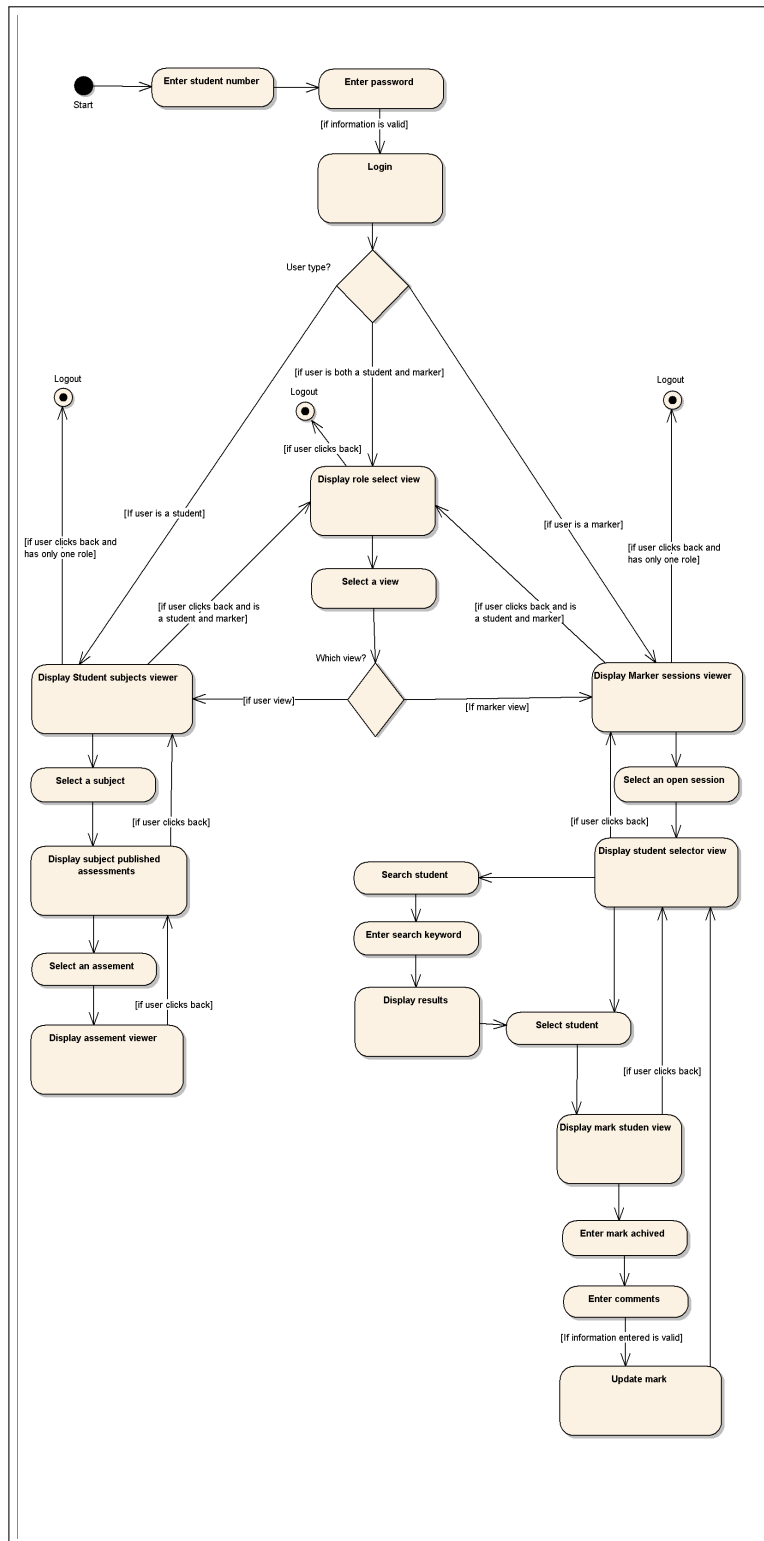 Enter student number
Enter password
Start
[if information is valid]
Login
User type?
[if user is both a student and marker]
Logout
Logout
Logout
[if user clicks back]
Display role select view
[If user is a student]
[if user is a marker]
[if user clicks back and
has only one role]
[if user clicks back and
has only one role]
Select a view
[if user clicks back and is
a student and marker]
[if user clicks back and is
a student and marker]
Which view?
Display Student subjects viewer
Display Marker sessions viewer
[if user view]
[If marker view]
Select a subject
Select an open session
[if user clicks back]
[if user clicks back]
Display subject published
assessments
Display student selector view
Search student
Enter search keyword
Select an assement
Display results
[if user clicks back]
Select student
Display assement viewer
[if user clicks back]
Display mark studen view
Enter mark achived
Enter comments
[If information entered is valid]
Update mark